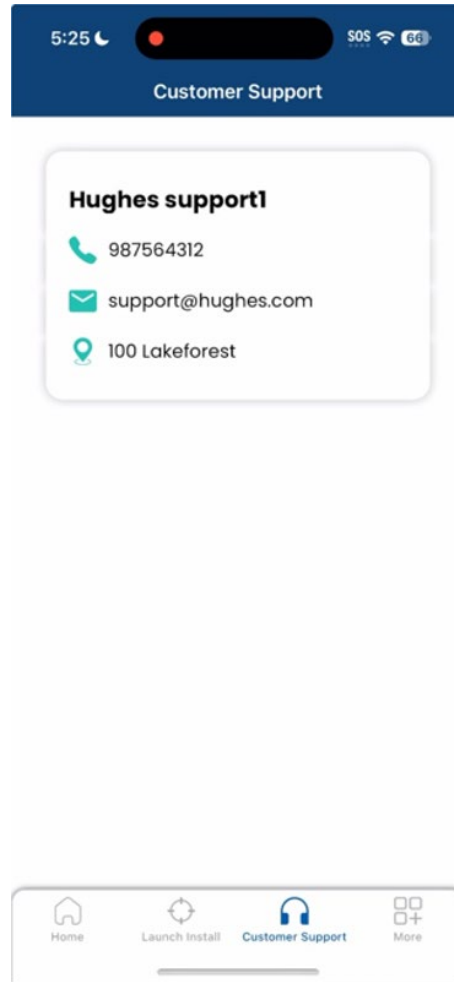 5:25
SOS 66
Customer Support
Hughes support1
987564312
support@hughes.com
100 Lakeforest
Home
Launch Install
Customer Support
More